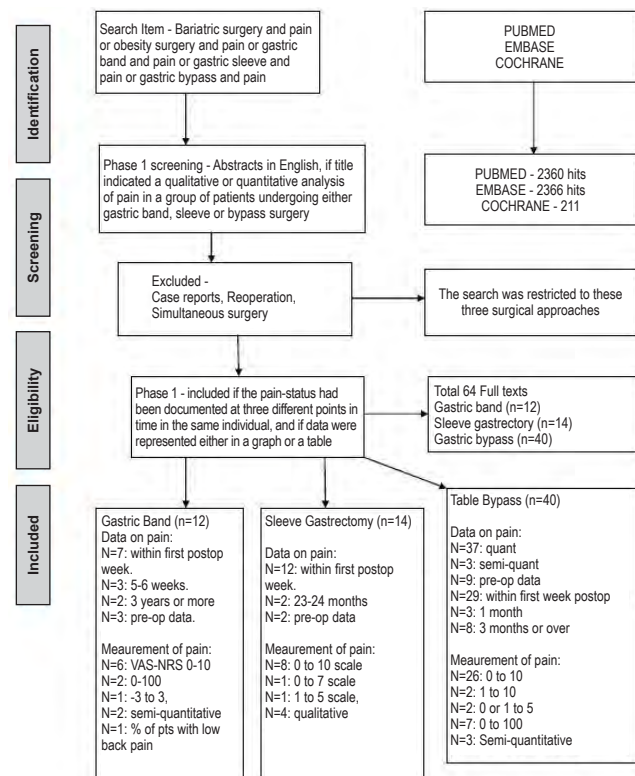 Identification
Search Item - Bariatric surgery and pain
or obesity surgery and pain or gastric
band and pain or gastric sleeve and
pain or gastric bypass and pain
PUBMED
EMBASE
COCHRANE
Phase 1 screening - Abstracts in English, if title
indicated a qualitative or quantitative analysis
of pain in a group of patients undergoing either
gastric band, sleeve or bypass surgery
PUBMED - 2360 hits
EMBASE - 2366 hits
COCHRANE - 211
Screening
Excluded -
Case reports, Reoperation,
Simultaneous surgery
The search was restricted to these
three surgical approaches
Eligibility
Phase 1 - included if the pain-status had
been documented at three different points in
time in the same individual, and if data were
represented either in a graph or a table
Total 64 Full texts
Gastric band (n=12)
Sleeve gastrectory (n=14)
Gastric bypass (n=40)
Included
Gastric Band (n=12)
Data on pain:
N=7: within first postop
week.
N=3: 5-6 weeks.
N=2: 3 years or more
N=3: pre-op data.
Meaurement of pain:
N=6: VAS-NRS 0-10
N=2: 0-100
N=1: -3 to 3,
N=2: semi-quantitative
N=1: % of pts with low
back pain
Sleeve Gastrectomy (n=14)
Data on pain:
N=12: within first postop
week.
N=2: 23-24 months
N=2: pre-op data
Meaurement of pain:
N=8: 0 to 10 scale
N=1: 0 to 7 scale
N=1: 1 to 5 scale,
N=4: qualitative
Table Bypass (n=40)
Data on pain:
N=37: quant
N=3: semi-quant
N=9: pre-op data
N=29: within first week postop
N=3: 1 month
N=8: 3 months or over
Meaurement of pain:
N=26: 0 to 10
N=2: 1 to 10
N=2: 0 or 1 to 5
N=7: 0 to 100
N=3: Semi-quantitative